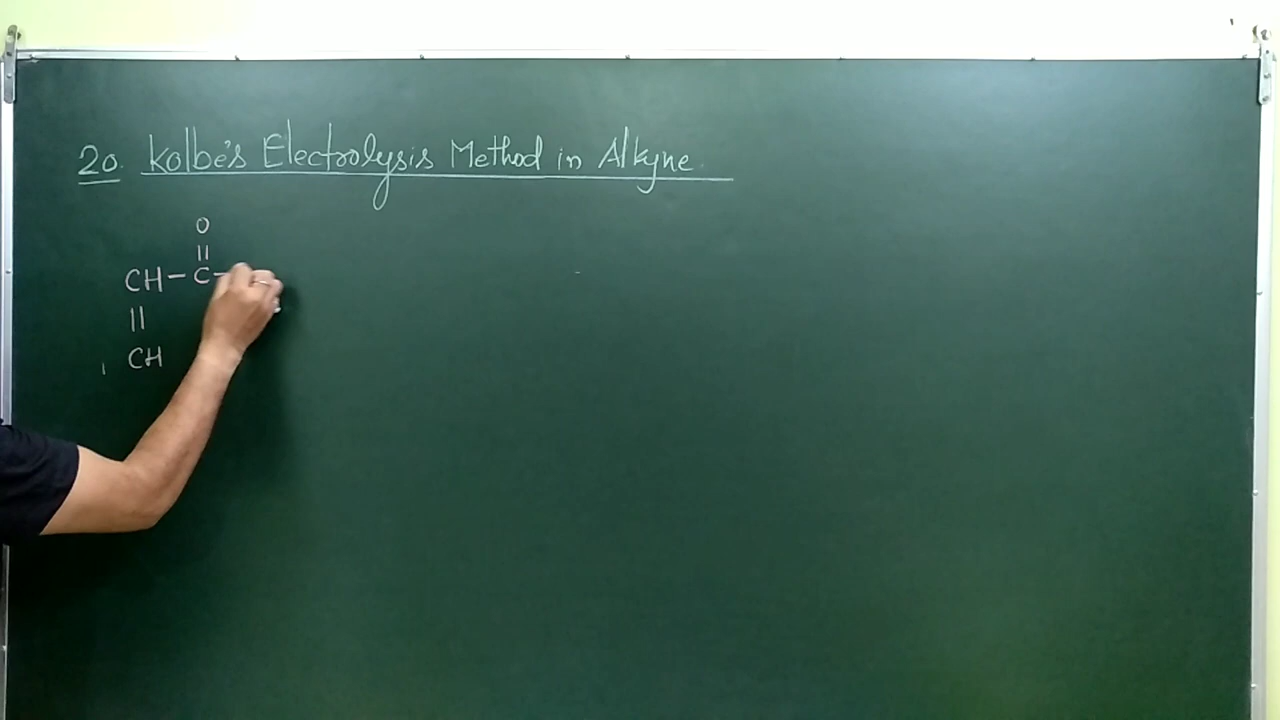 20. Kolbe's Electrolysis Method in Alkyne
O
||
CH-C-
||
CH